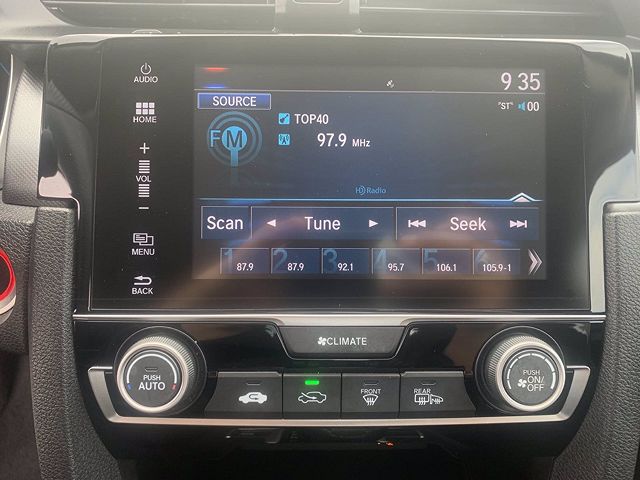 AUDIO
HOME
+
VOL
−
MENU
BACK
9 35
SOURCE
"ST" 00
FM
TOP40
97.9 MHz
HD Radio
Scan ◄ Tune ► Seek
1 2 3 4 5 6
87.9 87.9 92.1 95.7 106.1 105.9-1
CLIMATE
PUSH
AUTO
FRONT
REAR
PUSH
ON/
OFF